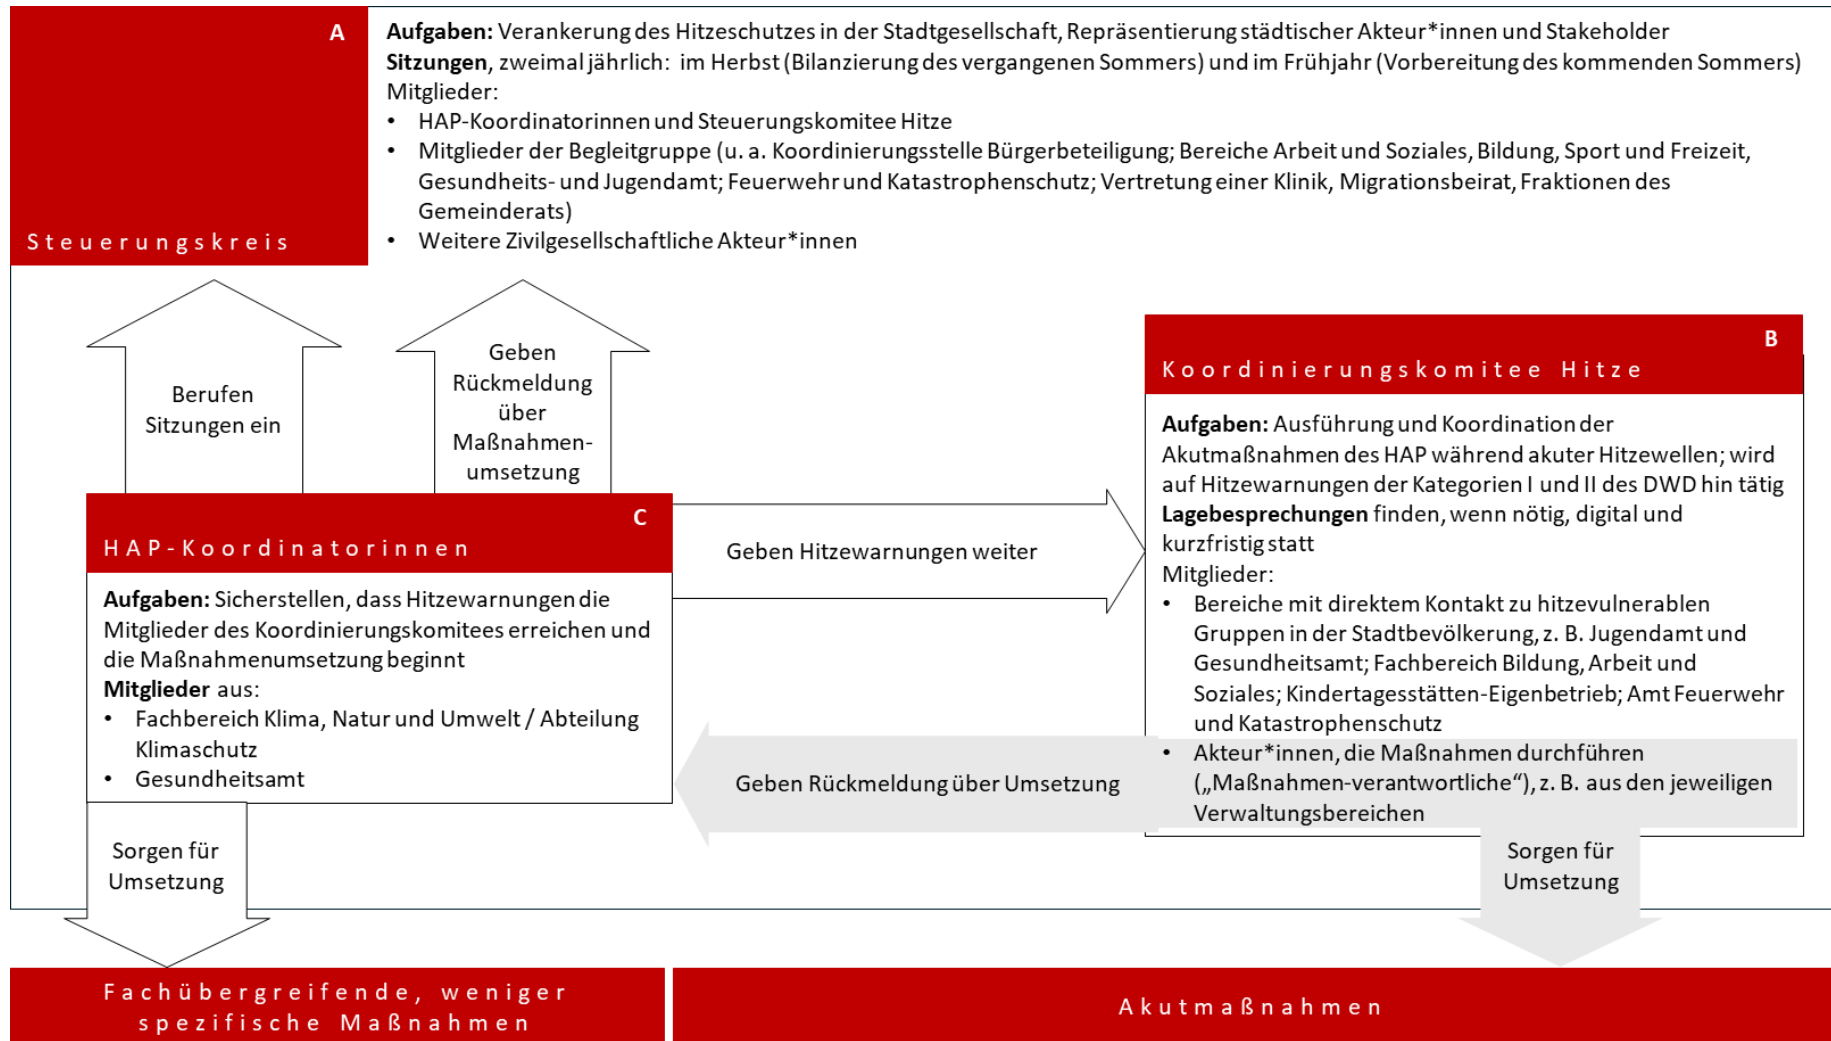 A
Steuerungskreis
Aufgaben: Verankerung des Hitzeschutzes in der Stadtgesellschaft, Repräsentierung städtischer Akteur*innen und Stakeholder
Sitzungen, zweimal jährlich: im Herbst (Bilanzierung des vergangenen Sommers) und im Frühjahr (Vorbereitung des kommenden Sommers)
Mitglieder:
• HAP-Koordinatorinnen und Steuerungskomitee Hitze
• Mitglieder der Begleitgruppe (u. a. Koordinierungsstelle Bürgerbeteiligung; Bereiche Arbeit und Soziales, Bildung, Sport und Freizeit,
Gesundheits- und Jugendamt; Feuerwehr und Katastrophenschutz; Vertretung einer Klinik, Migrationsbeirat, Fraktionen des
Gemeinderats)
• Weitere Zivilgesellschaftliche Akteur*innen
Berufen
Sitzungen ein
Geben
Rückmeldung
über
Maßnahmen-
umsetzung
B
Koordinierungskomitee Hitze
Aufgaben: Ausführung und Koordination der
Akutmaßnahmen des HAP während akuter Hitzewellen; wird
auf Hitzewarnungen der Kategorien I und II des DWD hin tätig
Lagebesprechungen finden, wenn nötig, digital und
kurzfristig statt
Mitglieder:
• Bereiche mit direktem Kontakt zu hitzevulnerablen
Gruppen in der Stadtbevölkerung, z. B. Jugendamt und
Gesundheitsamt; Fachbereich Bildung, Arbeit und
Soziales; Kindertagesstätten-Eigenbetrieb; Amt Feuerwehr
und Katastrophenschutz
• Akteur*innen, die Maßnahmen durchführen
(„Maßnahmen-verantwortliche“), z. B. aus den jeweiligen
Verwaltungsbereichen
C
HAP-Koordinatorinnen
Aufgaben: Sicherstellen, dass Hitzewarnungen die
Mitglieder des Koordinierungskomitees erreichen und
die Maßnahmenumsetzung beginnt
Mitglieder aus:
• Fachbereich Klima, Natur und Umwelt / Abteilung
Klimaschutz
• Gesundheitsamt
Geben Hitzewarnungen weiter
Geben Rückmeldung über Umsetzung
Sorgen für
Umsetzung
Sorgen für
Umsetzung
Fachübergreifende, weniger
spezifische Maßnahmen
Akutmaßnahmen